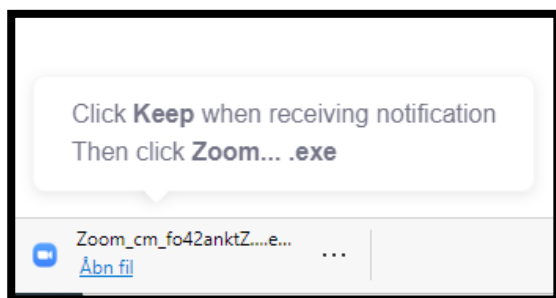 Click Keep when receiving notification
Then click Zoom... .exe
Zoom_cm_fo42anktZ....e...
Åbn fil
...